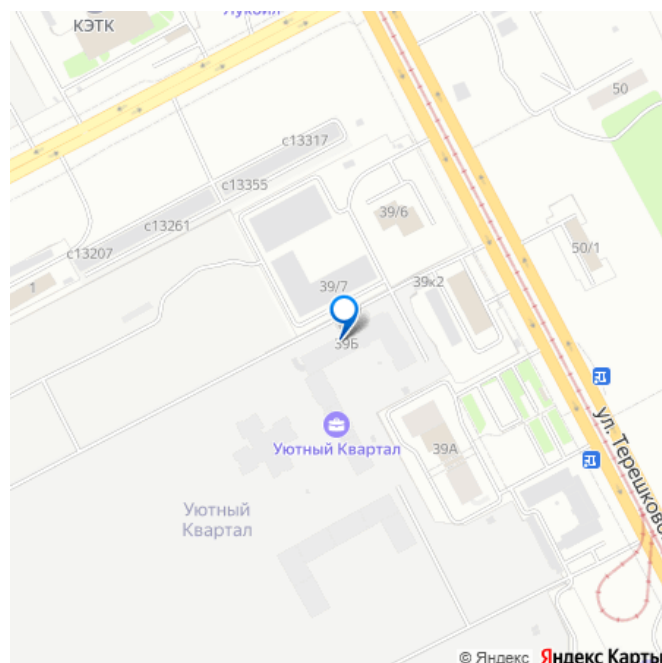 Лукойл
КЭТК
50
с13317
с13355
39/6
с13261
50/1
с13207
39к2
39/7
1
39Б
ул. Терешково
Уютный Квартал
39А
Уютный
Квартал
© Яндекс Яндекс Карты